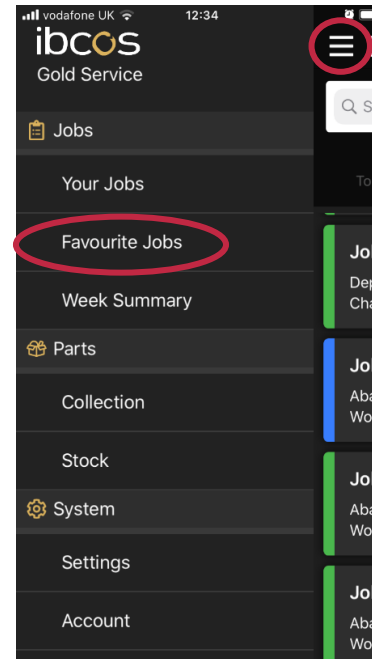 vodafone UK 12:34
ibcos
Gold Service
Jobs
Your Jobs
Favourite Jobs
Week Summary
Parts
Collection
Stock
System
Settings
Account